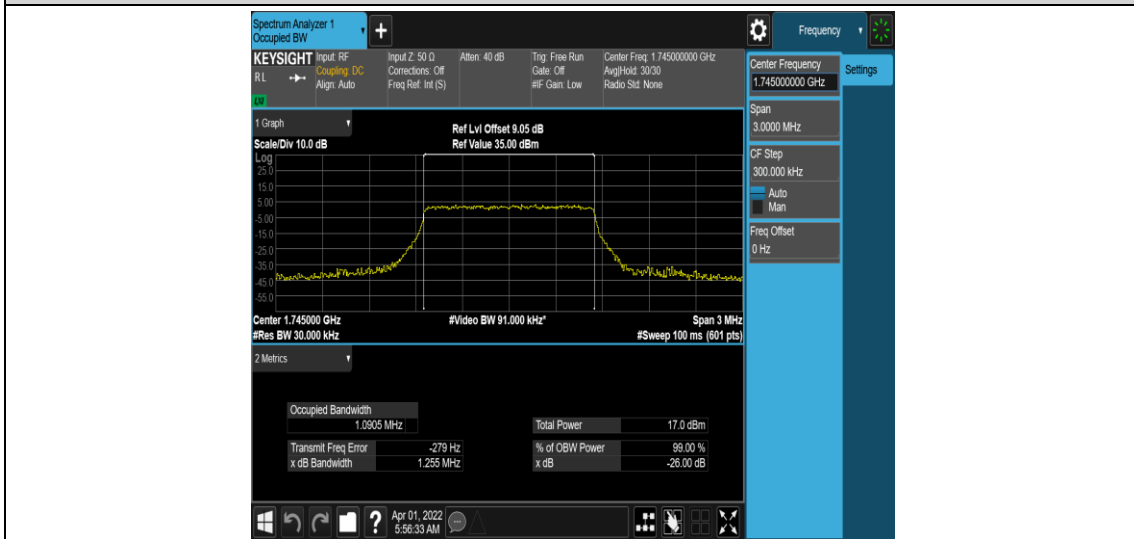 Spectrum Analyzer 1
Occupied BW
+
Frequency
KEYSIGHT
RL
LXI
Input: RF
Coupling: DC
Align: Auto
Input Z: 50 Ω
Corrections: Off
Freq Ref: Int (S)
Atten: 40 dB
Trig: Free Run
Gate: Off
#IF Gain: Low
Center Freq: 1.745000000 GHz
Avg|Hold: 30/30
Radio Std: None
Center Frequency
1.745000000 GHz
Settings
Span
3.0000 MHz
CF Step
300.000 kHz
Auto
Man
Freq Offset
0 Hz
1 Graph
Scale/Div 10.0 dB
Ref Lvl Offset 9.05 dB
Ref Value 35.00 dBm
Log
25.0
15.0
5.00
-5.00
-15.0
-25.0
-35.0
-45.0
-55.0
Center 1.745000 GHz
#Res BW 30.000 kHz
#Video BW 91.000 kHz*
Span 3 MHz
#Sweep 100 ms (601 pts)
2 Metrics
Occupied Bandwidth
1.0905 MHz
Total Power 17.0 dBm
Transmit Freq Error -279 Hz
% of OBW Power 99.00 %
x dB Bandwidth 1.255 MHz
x dB -26.00 dB
?
Apr 01, 2022
5:56:33 AM